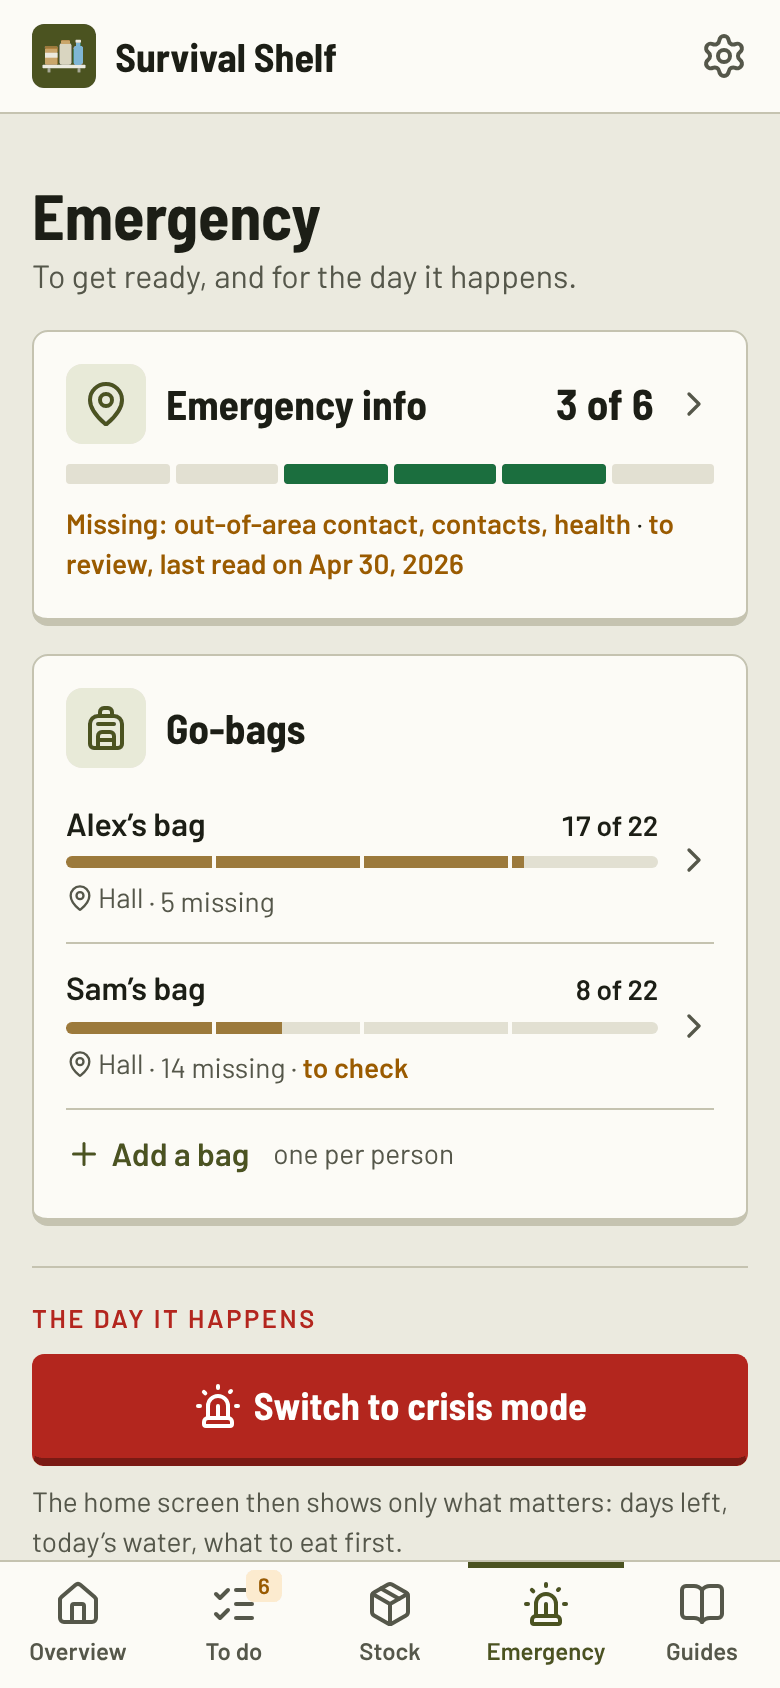 Survival Shelf
Emergency
To get ready, and for the day it happens.
Emergency info 3 of 6
Missing: out-of-area contact, contacts, health · to
review, last read on Apr 30, 2026
Go-bags
Alex’s bag 17 of 22
Hall · 5 missing
Sam’s bag 8 of 22
Hall · 14 missing · to check
Add a bag one per person
THE DAY IT HAPPENS
Switch to crisis mode
The home screen then shows only what matters: days left,
today’s water, what to eat first.
6
Overview To do Stock Emergency Guides